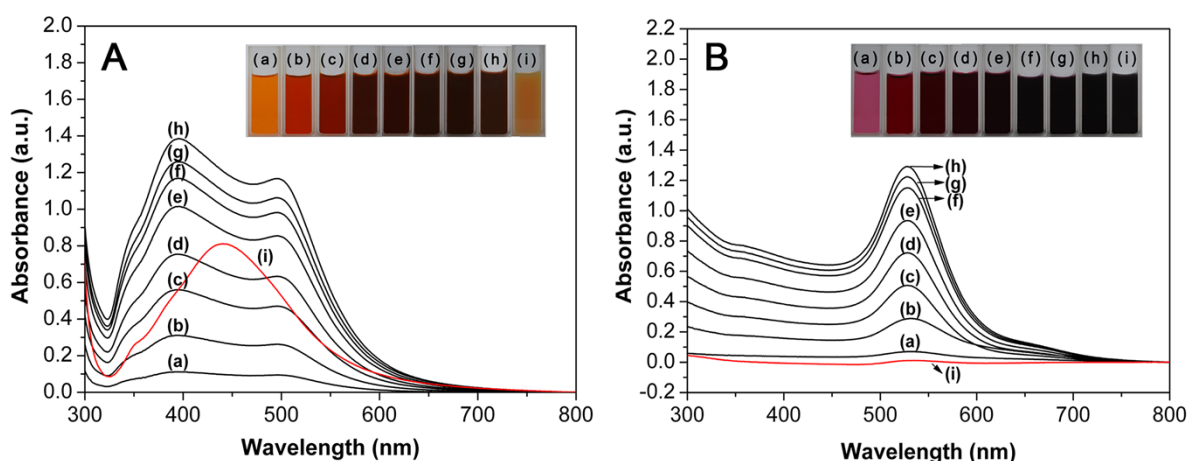 A
(a) (b) (c) (d) (e) (f) (g) (h) (i)
2.0
1.8
1.6
1.4
1.2
1.0
0.8
0.6
0.4
0.2
0.0
Absorbance (a.u.)
(h)
(g)
(f)
(e)
(d)
(i)
(c)
(b)
(a)
300 400 500 600 700 800
Wavelength (nm)
B
(a) (b) (c) (d) (e) (f) (g) (h) (i)
2.2
2.0
1.8
1.6
1.4
1.2
1.0
0.8
0.6
0.4
0.2
0.0
-0.2
Absorbance (a.u.)
(h)
(g)
(f)
(e)
(d)
(c)
(b)
(a)
(i)
300 400 500 600 700 800
Wavelength (nm)